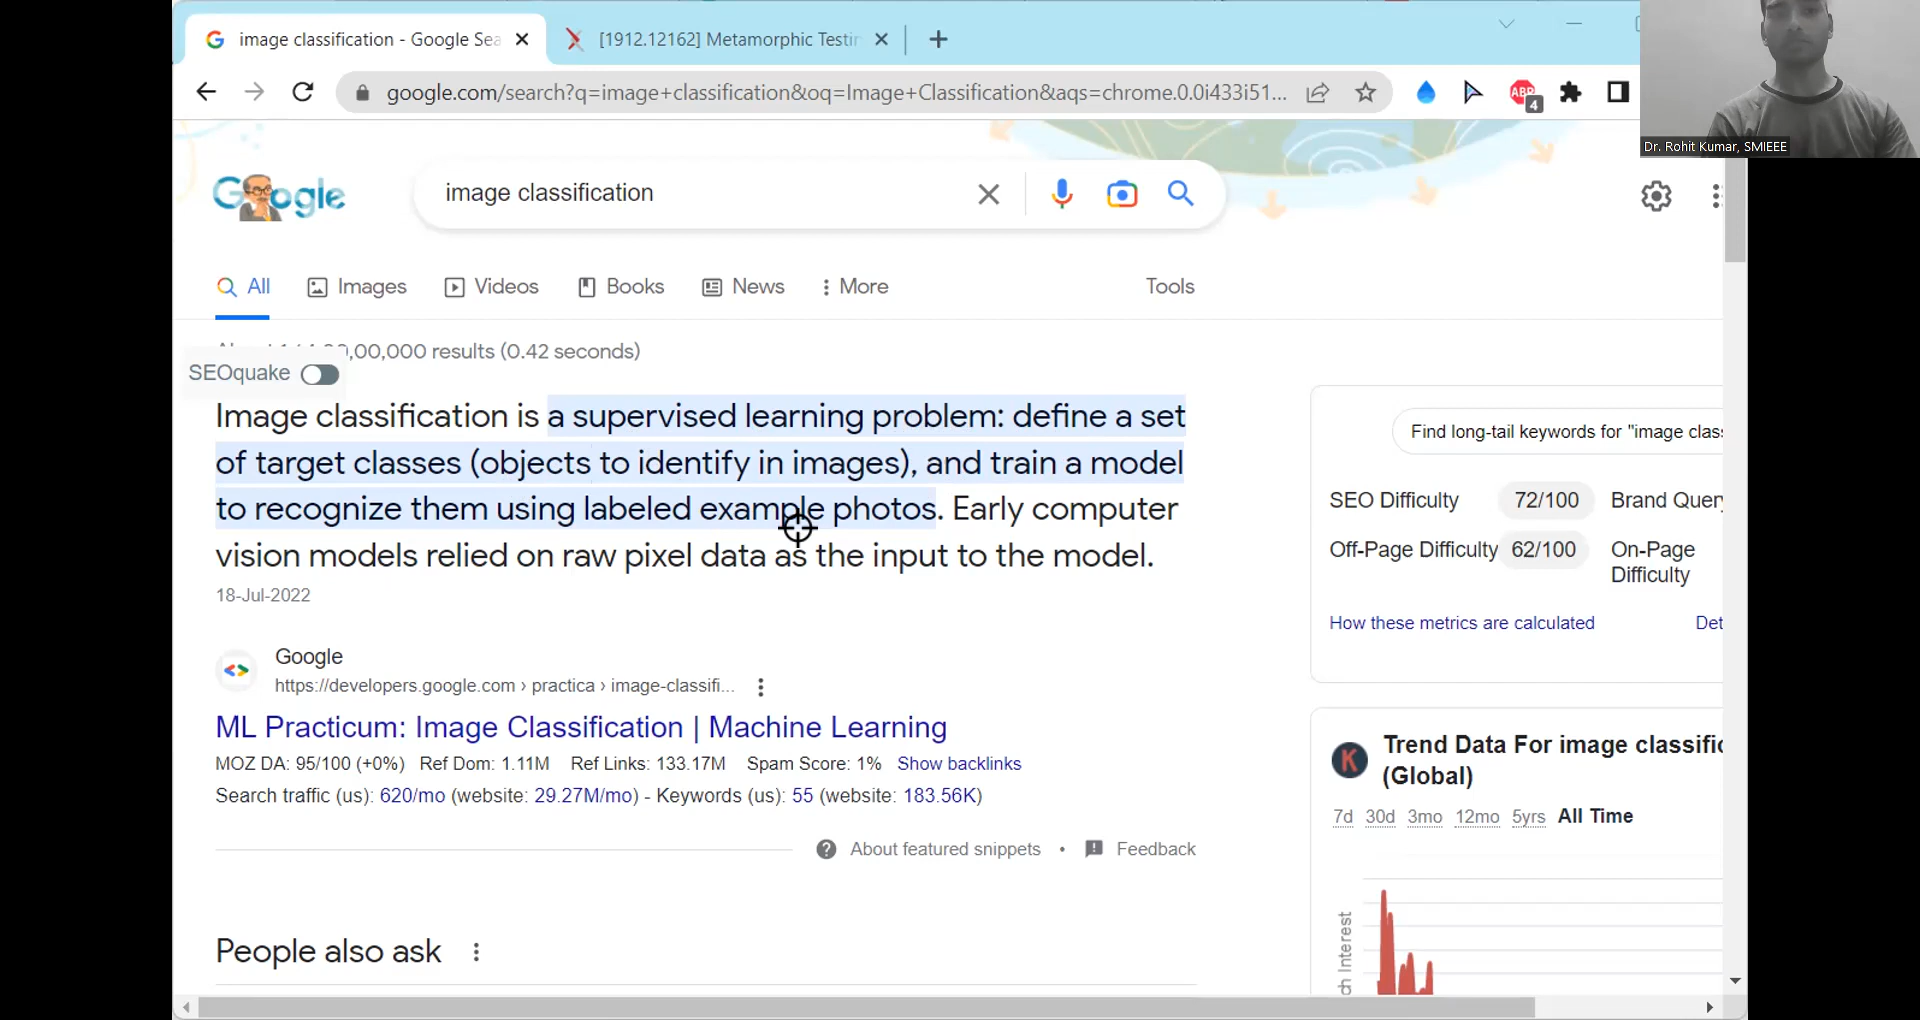 image classification - Google Sea
[1912.12162] Metamorphic Testin
google.com/search?q=image+classification&oq=Image+Classification&aqs=chrome.0.0i433i51...
ABP
4
Dr. Rohit Kumar, SMIEEE
Google
image classification
All
Images
Videos
Books
News
More
Tools
00,000 results (0.42 seconds)
SEOquake
Image classification is a supervised learning problem: define a set
of target classes (objects to identify in images), and train a model
to recognize them using labeled example photos. Early computer
vision models relied on raw pixel data as the input to the model.
18-Jul-2022
Google
https://developers.google.com › practica › image-classifi...
ML Practicum: Image Classification | Machine Learning
MOZ DA: 95/100 (+0%) Ref Dom: 1.11M Ref Links: 133.17M Spam Score: 1% Show backlinks
Search traffic (us): 620/mo (website: 29.27M/mo) - Keywords (us): 55 (website: 183.56K)
About featured snippets • Feedback
People also ask
Find long-tail keywords for "image clas
SEO Difficulty 72/100 Brand Query
Off-Page Difficulty 62/100 On-Page
Difficulty
How these metrics are calculated Det
K
Trend Data For image classific
(Global)
7d 30d 3mo 12mo 5yrs All Time
ch Interest